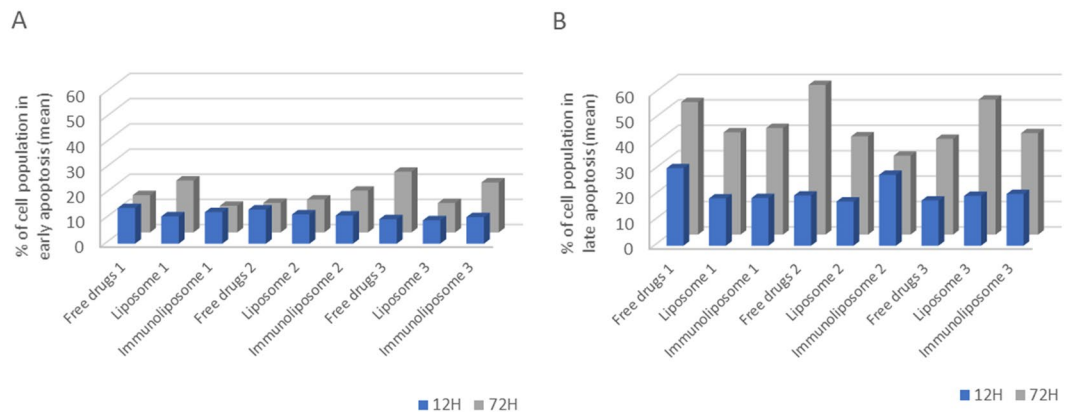 A
% of cell population in
early apoptosis (mean)
60
50
40
30
20
10
0
Free drugs 1
Liposome 1
Immunoliposome 1
Free drugs 2
Liposome 2
Immunoliposome 2
Free drugs 3
Liposome 3
Immunoliposome 3
12H 72H
B
% of cell population in
late apoptosis (mean)
60
50
40
30
20
10
0
Free drugs 1
Liposome 1
Immunoliposome 1
Free drugs 2
Liposome 2
Immunoliposome 2
Free drugs 3
Liposome 3
Immunoliposome 3
12H 72H